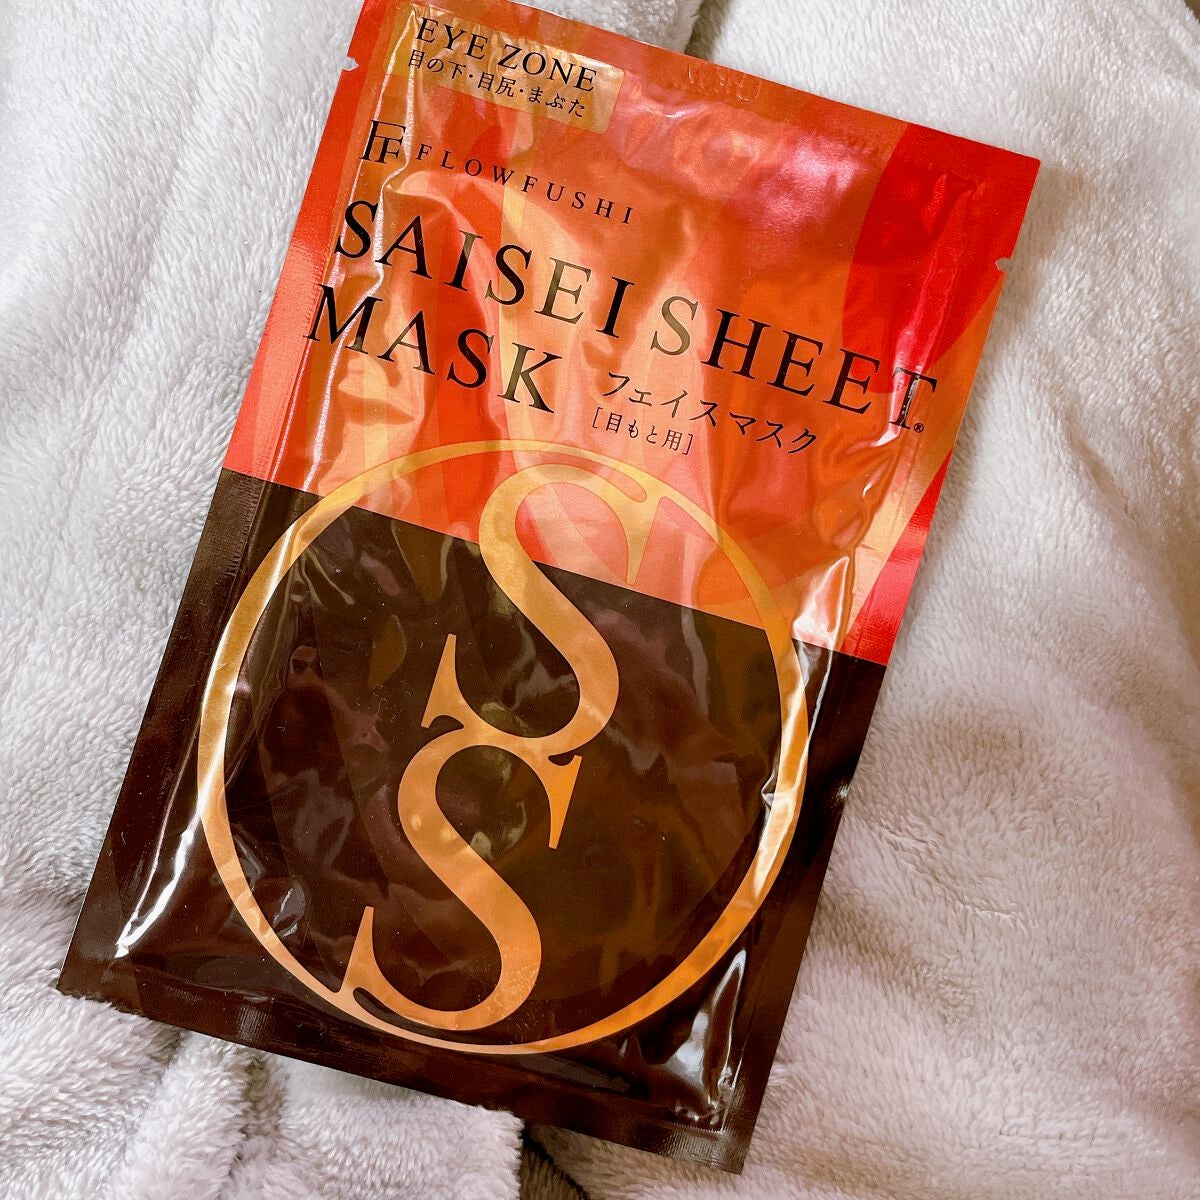 EYE ZONE
目の下・目尻・まぶた
FF FLOWFUSHI
SAISEI SHEET
MASK
®
フェイスマスク
[目もと用]
S
S